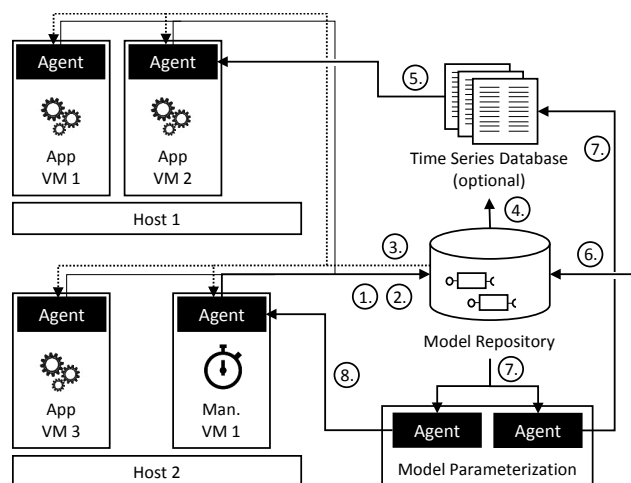 Agent
Agent
App
VM 1
App
VM 2
Host 1
5.
7.
Time Series Database
(optional)
4.
3.
6.
1.
2.
Agent
Agent
App
VM 3
Man.
VM 1
Host 2
Model Repository
7.
8.
Agent
Agent
Model Parameterization